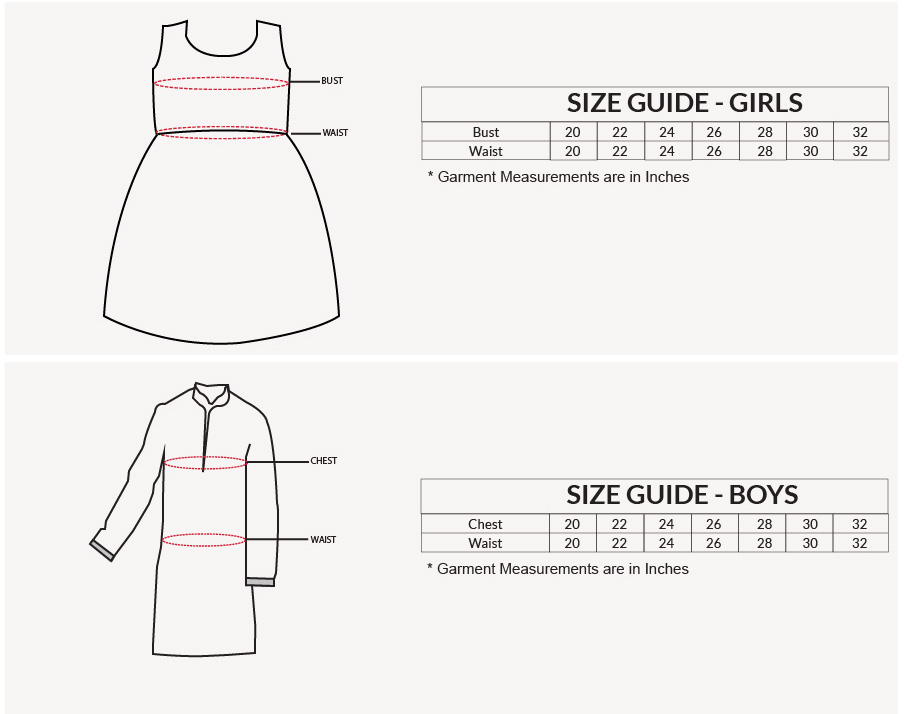 BUST
WAIST
SIZE GUIDE - GIRLS
Bust 20 22 24 26 28 30 32
Waist 20 22 24 26 28 30 32
* Garment Measurements are in Inches
CHEST
WAIST
SIZE GUIDE - BOYS
Chest 20 22 24 26 28 30 32
Waist 20 22 24 26 28 30 32
* Garment Measurements are in Inches